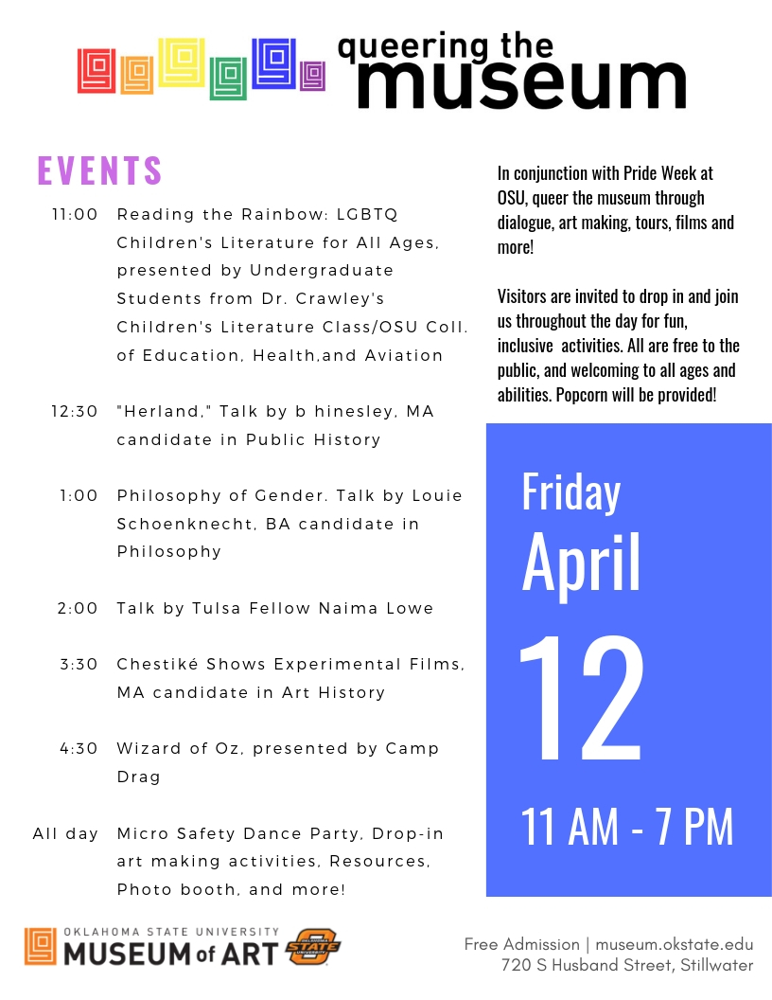 queering the
museum
EVENTS
11:00 Reading the Rainbow: LGBTQ
Children's Literature for All Ages,
presented by Undergraduate
Students from Dr. Crawley's
Children's Literature Class/OSU Coll.
of Education, Health,and Aviation
12:30 "Herland," Talk by b hinesley, MA
candidate in Public History
1:00 Philosophy of Gender. Talk by Louie
Schoenknecht, BA candidate in
Philosophy
2:00 Talk by Tulsa Fellow Naima Lowe
3:30 Chestiké Shows Experimental Films,
MA candidate in Art History
4:30 Wizard of Oz, presented by Camp
Drag
All day Micro Safety Dance Party, Drop-in
art making activities, Resources,
Photo booth, and more!
In conjunction with Pride Week at
OSU, queer the museum through
dialogue, art making, tours, films and
more!
Visitors are invited to drop in and join
us throughout the day for fun,
inclusive  activities. All are free to the
public, and welcoming to all ages and
abilities. Popcorn will be provided!
Friday
April
12
11 AM - 7 PM
OKLAHOMA STATE UNIVERSITY
MUSEUM of ART
OKLAHOMA
STATE
UNIVERSITY
Free Admission | museum.okstate.edu
720 S Husband Street, Stillwater